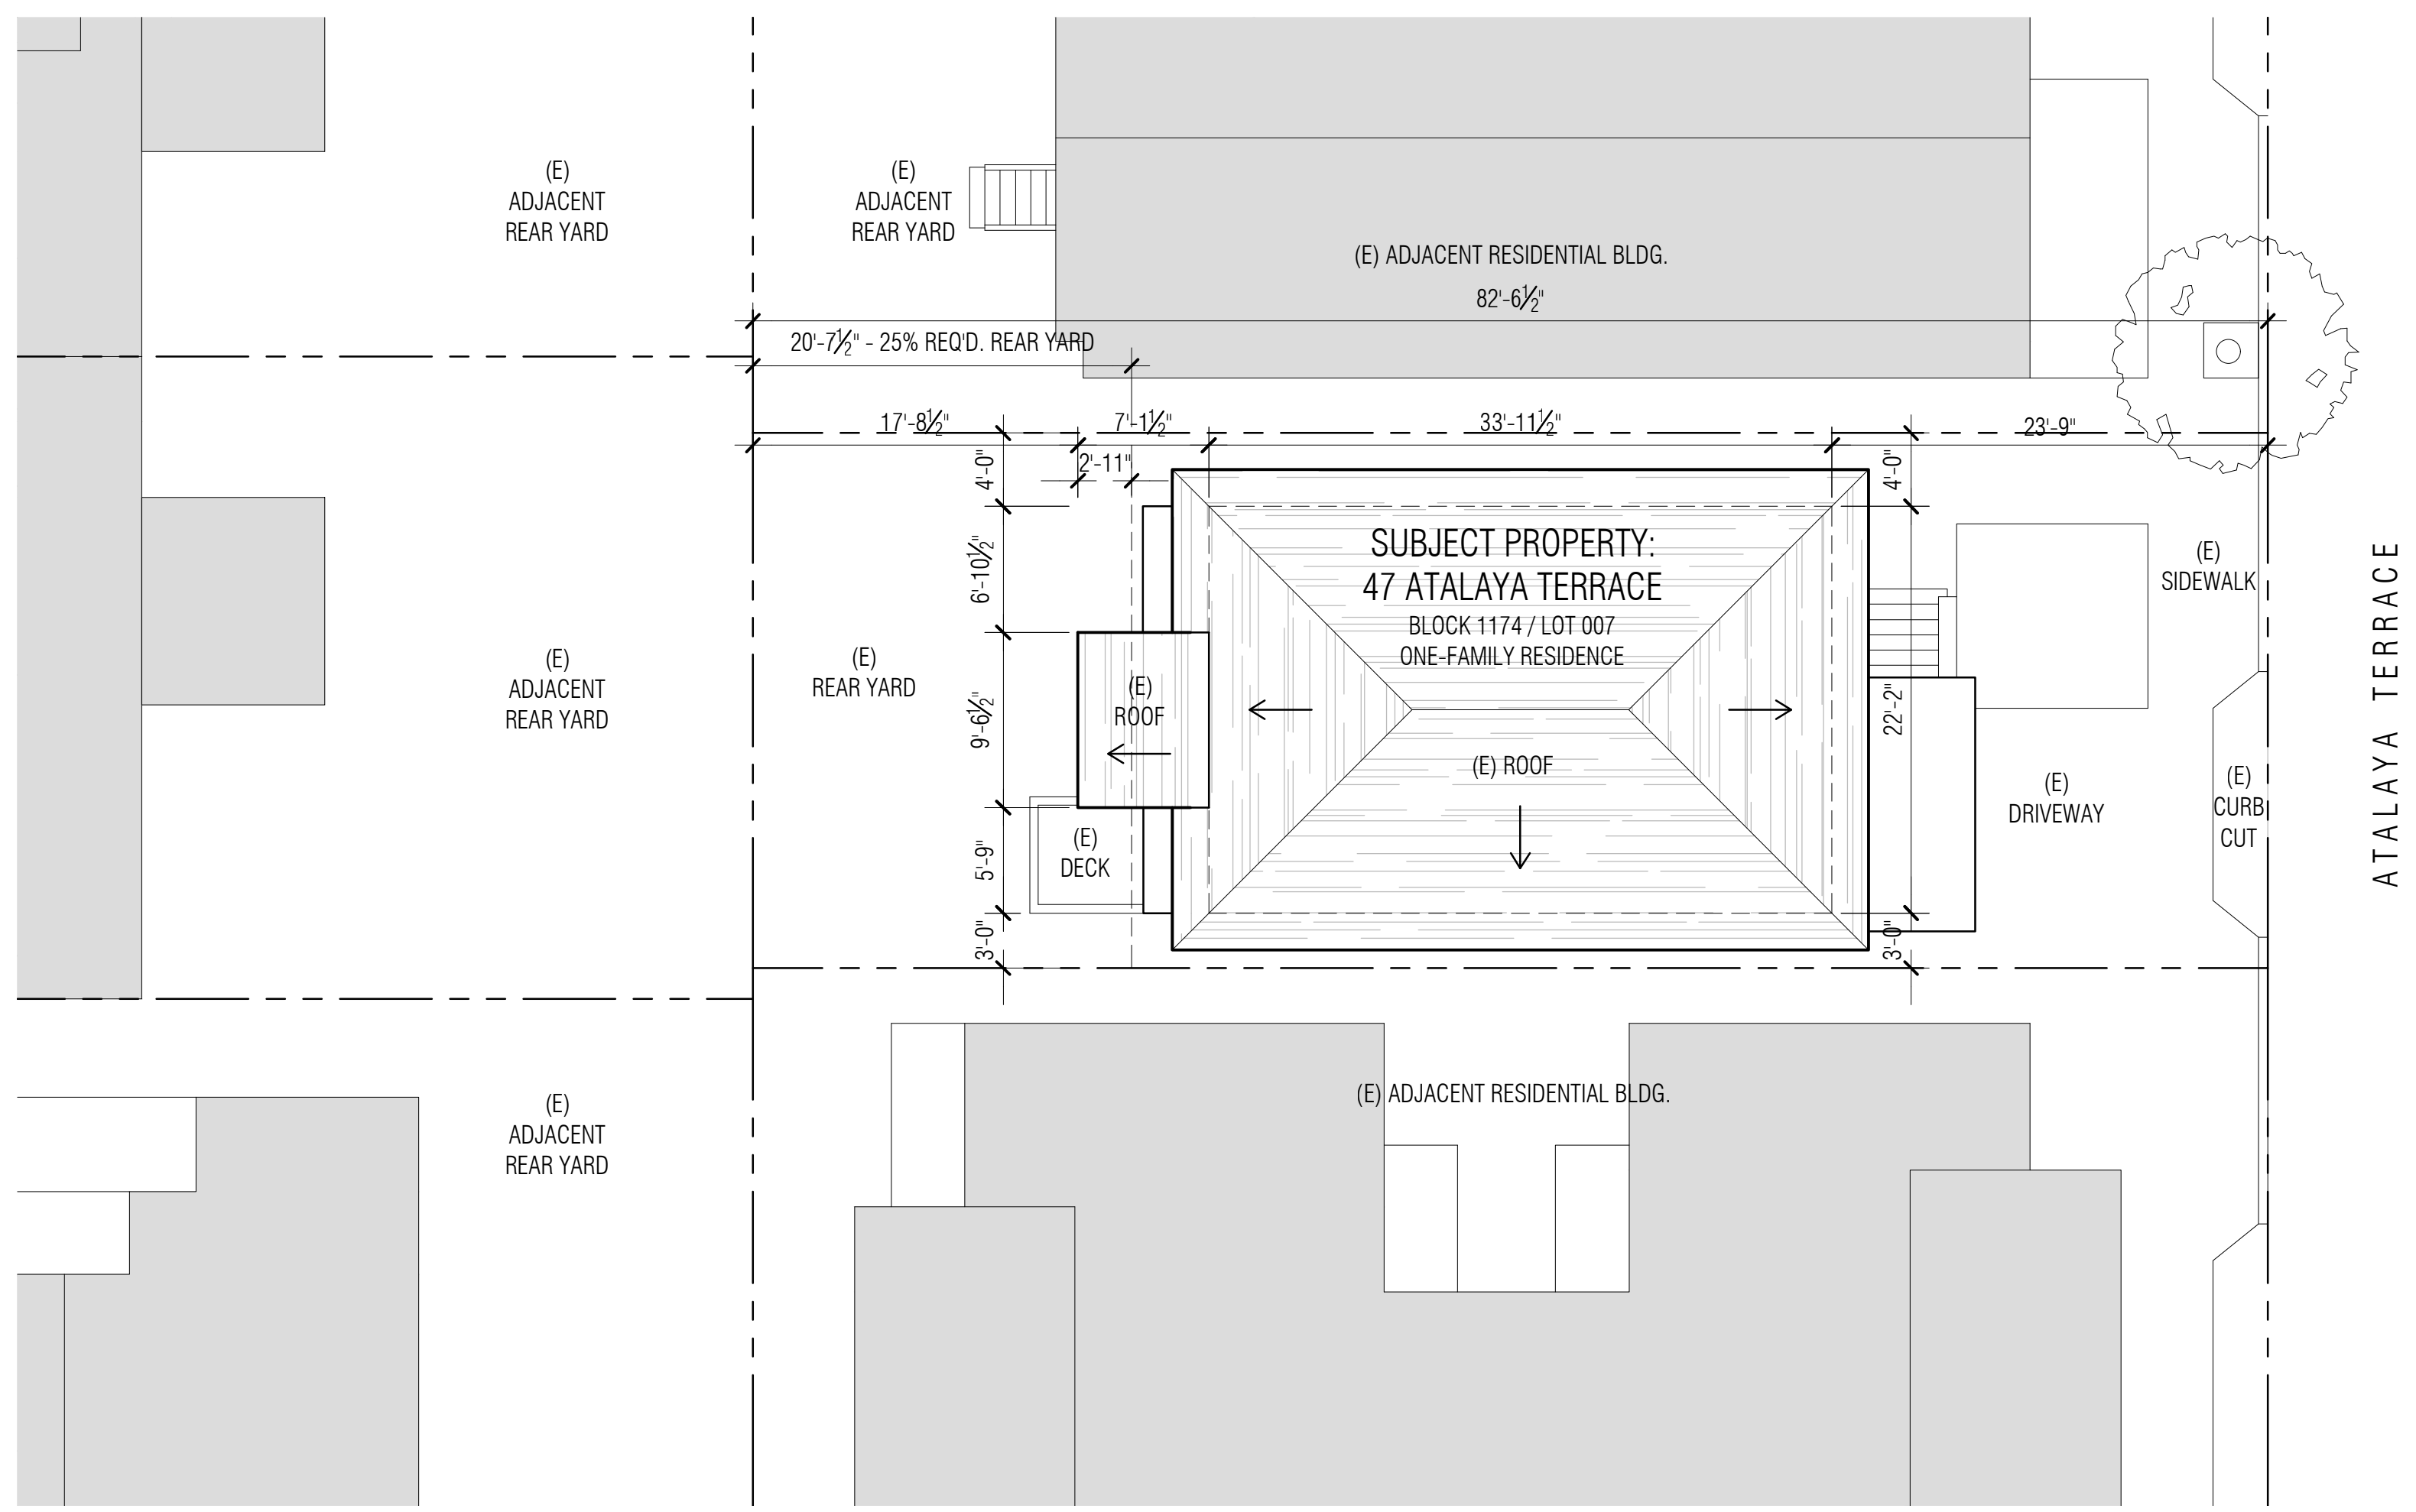 (E)
ADJACENT
REAR YARD
(E)
ADJACENT
REAR YARD
(E) ADJACENT RESIDENTIAL BLDG.
82'-6½"
20'-7½" - 25% REQ'D. REAR YARD
17'-8½"
7'-1½"
33'-11½"
23'-9"
2'-11"
4'-0"
6'-10½"
9'-6½"
5'-9"
3'-0"
4'-0"
22'-2"
3'-0"
SUBJECT PROPERTY:
47 ATALAYA TERRACE
BLOCK 1174 / LOT 007
ONE-FAMILY RESIDENCE
(E)
ADJACENT
REAR YARD
(E)
REAR YARD
(E)
ROOF
(E) ROOF
(E)
DECK
(E)
SIDEWALK
(E)
DRIVEWAY
(E)
CURB
CUT
ATALAYA TERRACE
(E)
ADJACENT
REAR YARD
(E) ADJACENT RESIDENTIAL BLDG.